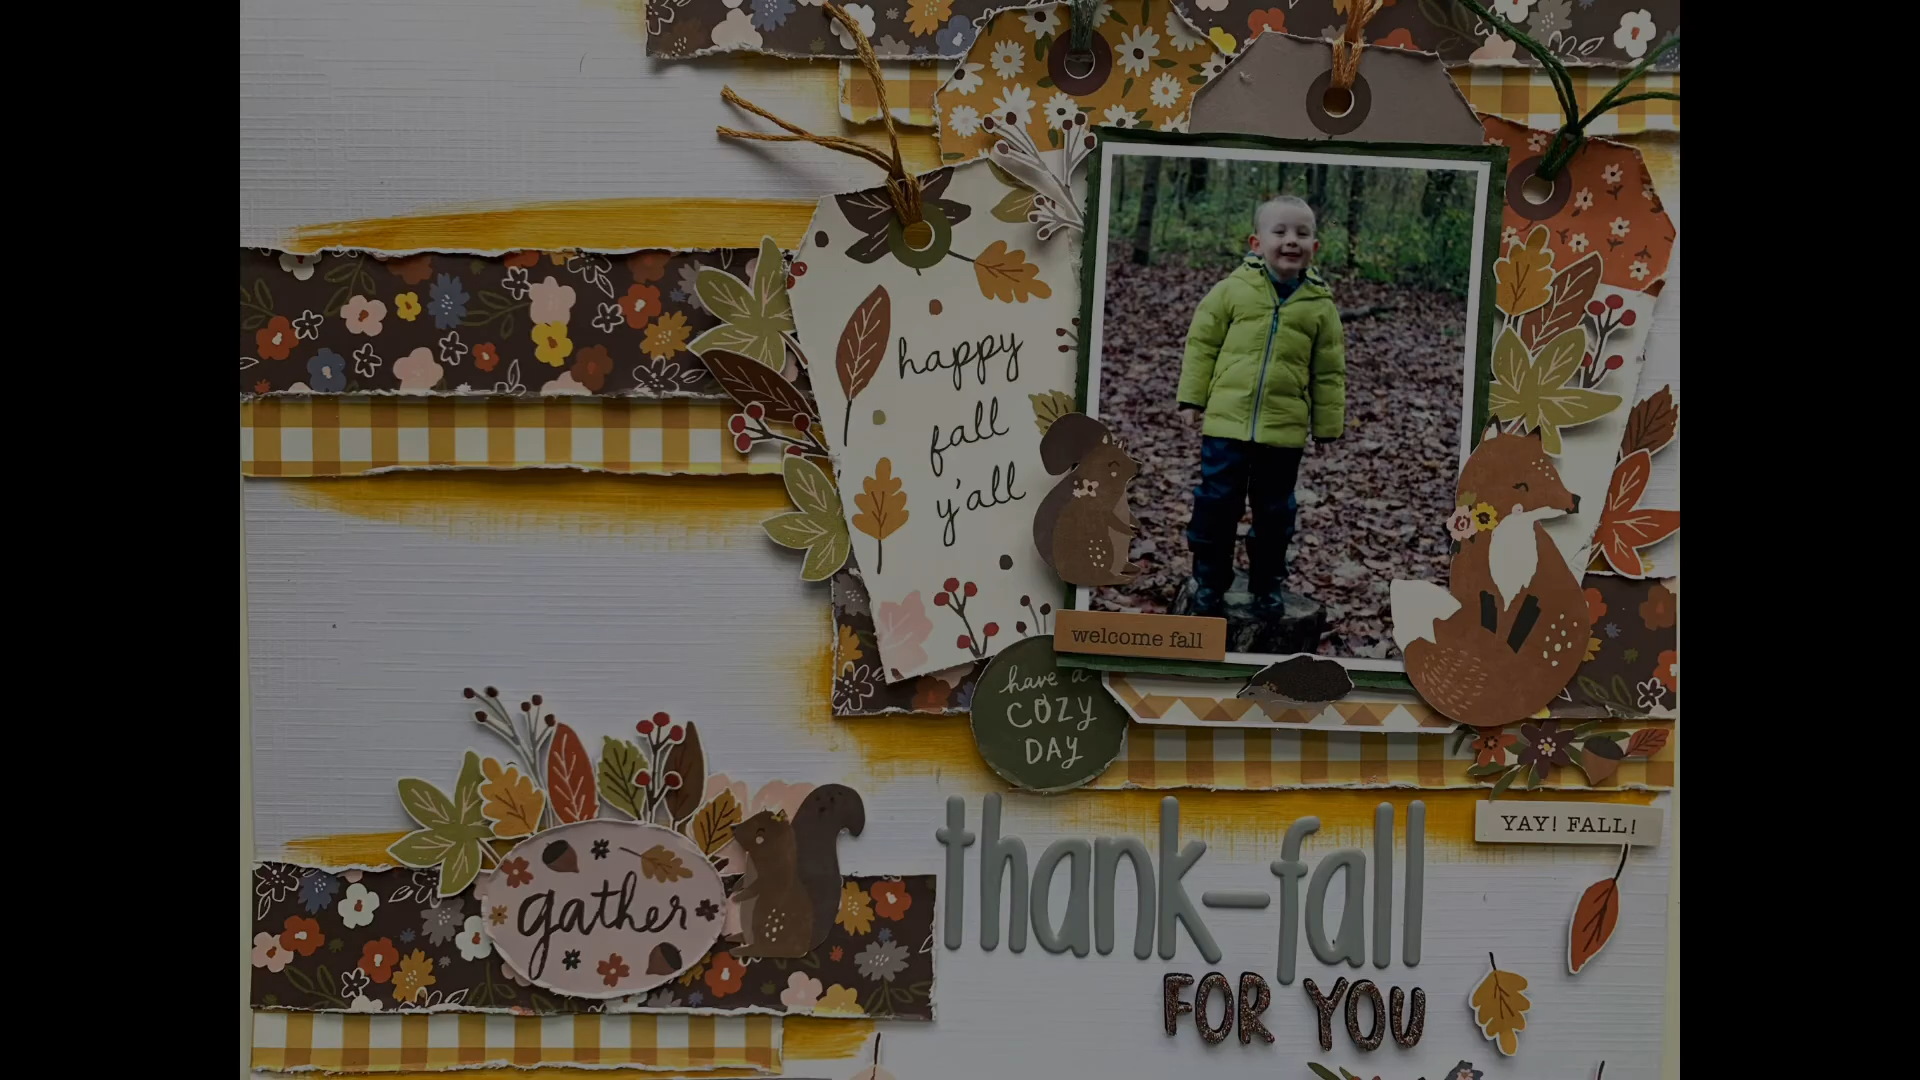 happy
fall
y'all
welcome fall
have a
COZY
DAY
gather
thank-fall
FOR YOU
YAY! FALL!